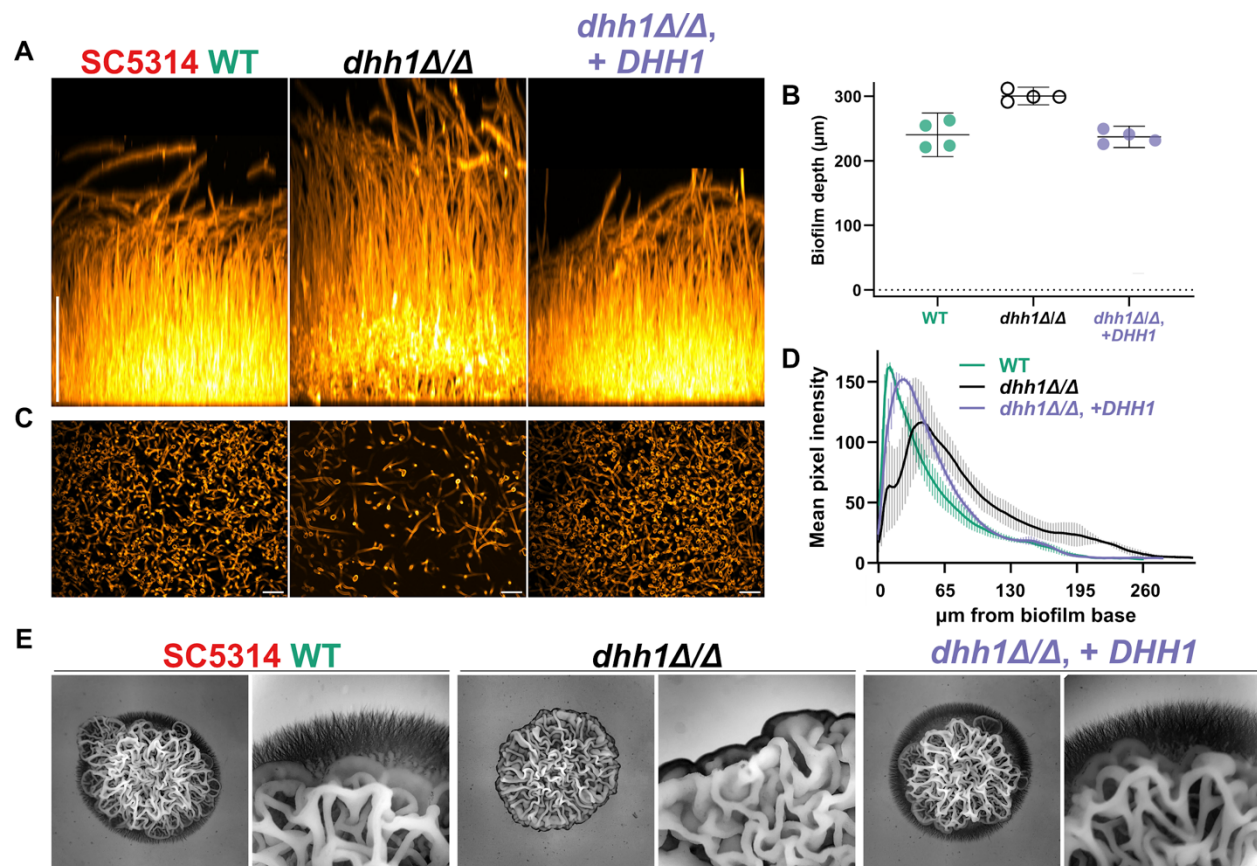 A
SC5314 WT
dhh1Δ/Δ
dhh1Δ/Δ,
+ DHH1
B
Biofilm depth (µm)
300
200
100
0
WT
dhh1Δ/Δ
dhh1Δ/Δ,
+DHH1
C
D
Mean pixel inensity
150
100
50
0
WT
dhh1Δ/Δ
dhh1Δ/Δ, +DHH1
0 65 130 195 260
µm from biofilm base
E
SC5314 WT
dhh1Δ/Δ
dhh1Δ/Δ, + DHH1